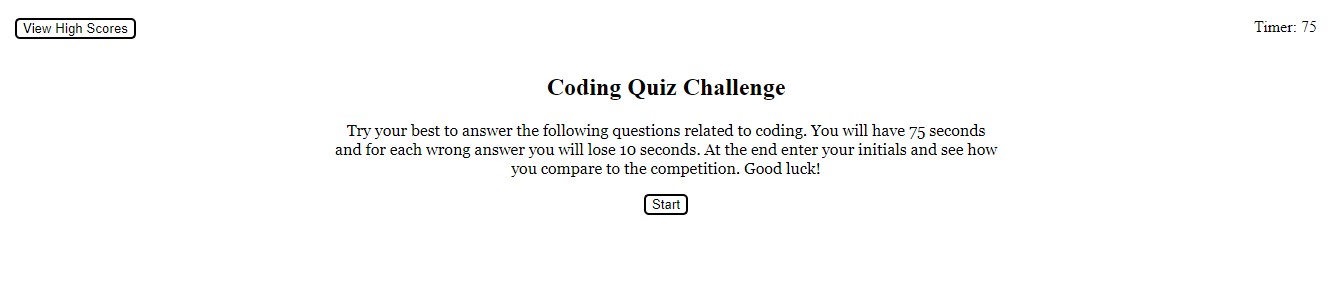 View High Scores
Timer: 75
Coding Quiz Challenge
Try your best to answer the following questions related to coding. You will have 75 seconds
and for each wrong answer you will lose 10 seconds. At the end enter your initials and see how
you compare to the competition. Good luck!
Start